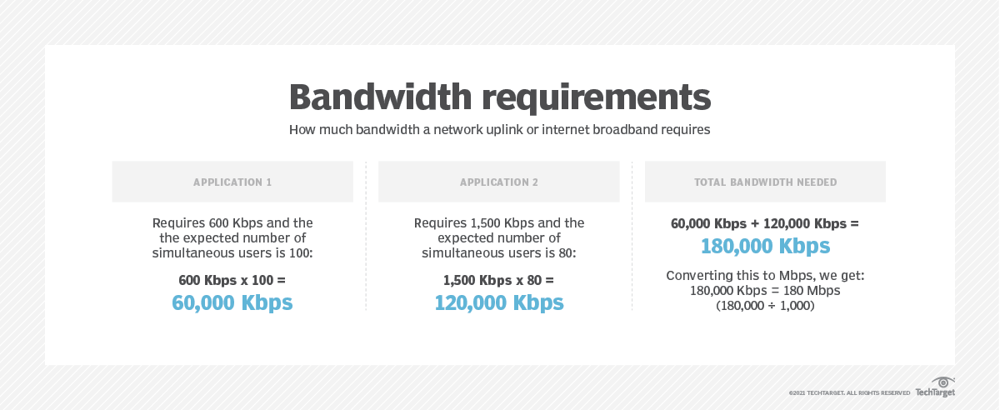 Bandwidth requirements
How much bandwidth a network uplink or internet broadband requires
APPLICATION 1
Requires 600 Kbps and the
the expected number of
simultaneous users is 100:
600 Kbps x 100 =
60,000 Kbps
APPLICATION 2
Requires 1,500 Kbps and the
expected number of
simultaneous users is 80:
1,500 Kbps x 80 =
120,000 Kbps
TOTAL BANDWIDTH NEEDED
60,000 Kbps + 120,000 Kbps =
180,000 Kbps
Converting this to Mbps, we get:
180,000 Kbps = 180 Mbps
(180,000 ÷ 1,000)
©2021 TECHTARGET. ALL RIGHTS RESERVED
TechTarget